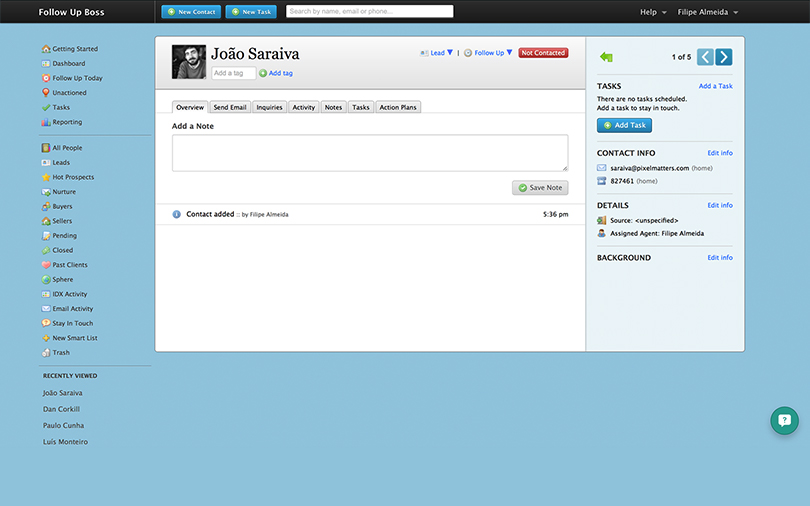 Follow Up Boss
New Contact
New Task
Search by name, email or phone...
Help
Filipe Almeida
Getting Started
Dashboard
Follow Up Today
Unactioned
Tasks
Reporting
All People
Leads
Hot Prospects
Nurture
Buyers
Sellers
Pending
Closed
Past Clients
Sphere
IDX Activity
Email Activity
Stay In Touch
New Smart List
Trash
RECENTLY VIEWED
João Saraiva
Dan Corkill
Paulo Cunha
Luís Monteiro
João Saraiva
Add a tag
Add tag
Lead
Follow Up
Not Contacted
Overview
Send Email
Inquiries
Activity
Notes
Tasks
Action Plans
Add a Note
Save Note
Contact added :: by Filipe Almeida
5:36 pm
1 of 5
TASKS
Add a Task
There are no tasks scheduled.
Add a task to stay in touch.
Add Task
CONTACT INFO
Edit info
saraiva@pixelmatters.com (home)
827461 (home)
DETAILS
Edit info
Source: <unspecified>
Assigned Agent: Filipe Almeida
BACKGROUND
Edit info